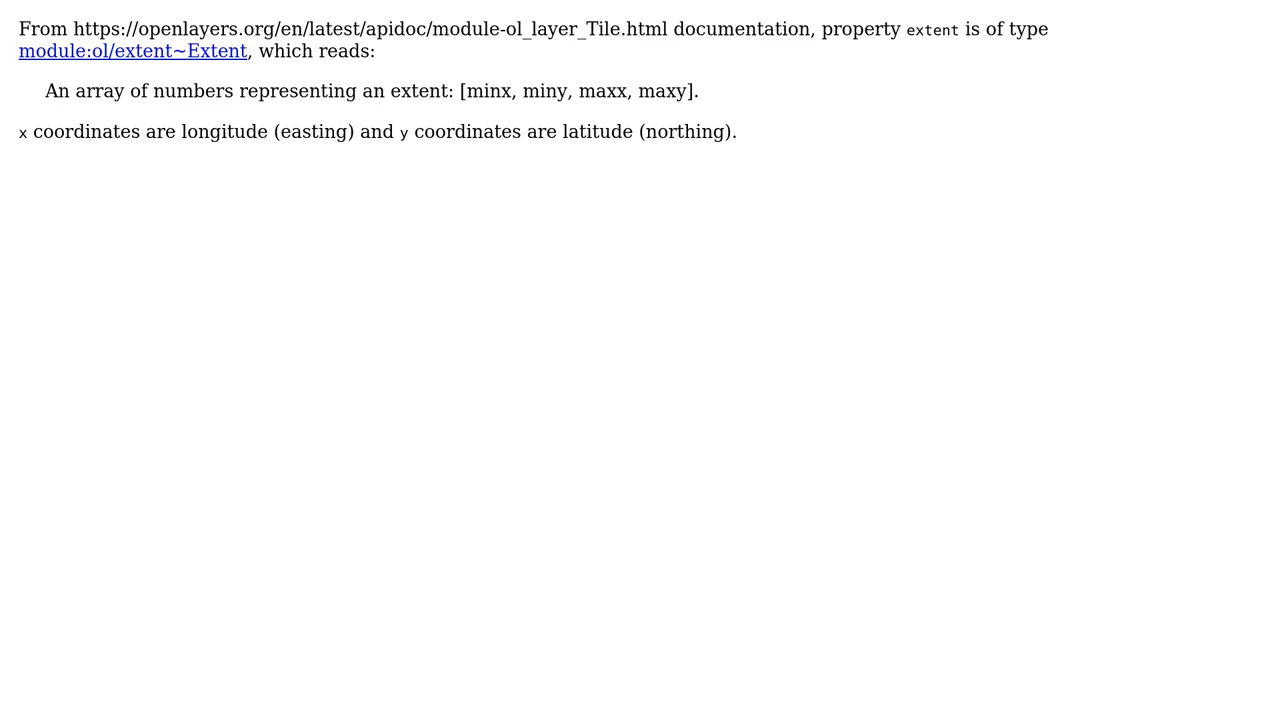 From https://openlayers.org/en/latest/apidoc/module-ol_layer_Tile.html documentation, property extent is of type
module:ol/extent~Extent, which reads:
An array of numbers representing an extent: [minx, miny, maxx, maxy].
x coordinates are longitude (easting) and y coordinates are latitude (northing).